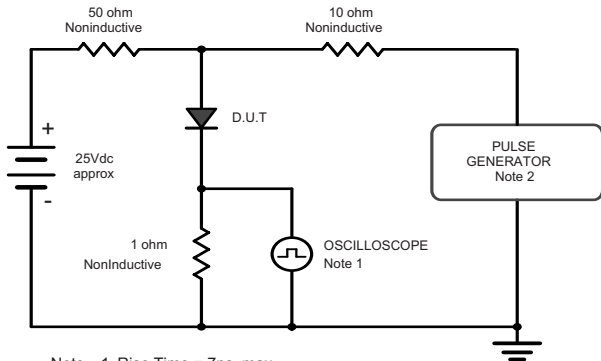 50 ohm
Noninductive
10 ohm
Noninductive
D.U.T
+
25Vdc
approx
-
PULSE
GENERATOR
Note 2
1 ohm
NonInductive
OSCILLOSCOPE
Note 1